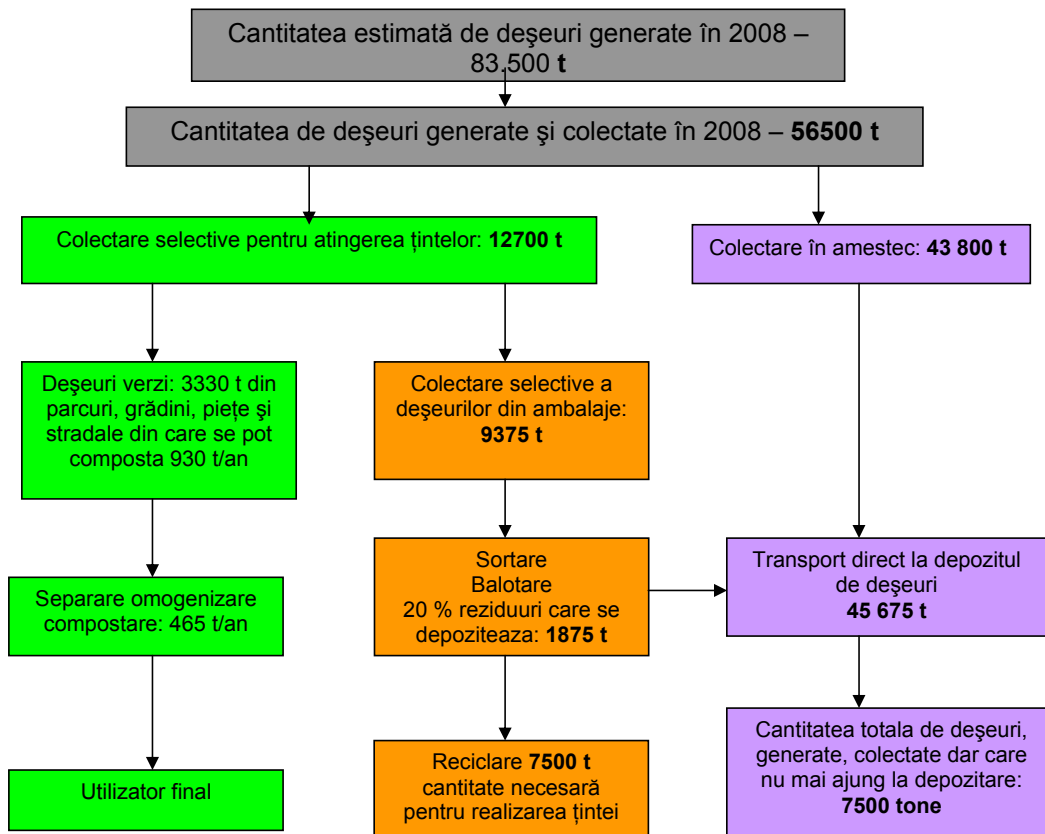 Cantitatea estimată de deşeuri generate în 2008 –
83.500 t
Cantitatea de deşeuri generate şi colectate în 2008 – 56500 t
Colectare selective pentru atingerea ţintelor: 12700 t
Colectare în amestec: 43 800 t
Deşeuri verzi: 3330 t din
parcuri, grădini, pieţe şi
stradale din care se pot
composta 930 t/an
Colectare selective a
deşeurilor din ambalaje:
9375 t
Separare omogenizare
compostare: 465 t/an
Sortare
Balotare
20 % reziduuri care se
depoziteaza: 1875 t
Transport direct la depozitul
de deşeuri
45 675 t
Utilizator final
Reciclare 7500 t
cantitate necesară
pentru realizarea ţintei
Cantitatea totala de deşeuri,
generate, colectate dar care
nu mai ajung la depozitare:
7500 tone